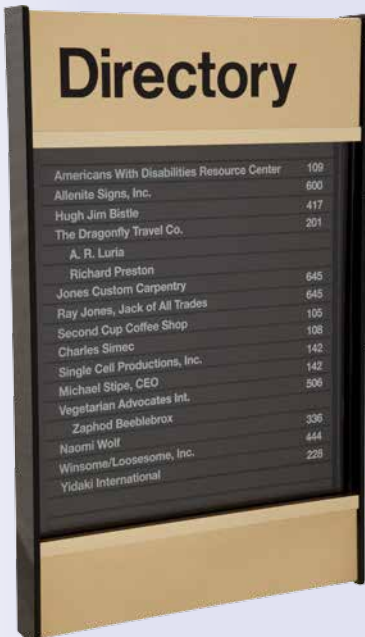 Directory
Americans With Disabilities Resource Center 109
Allenite Signs, Inc. 600
Hugh Jim Bistle 417
The Dragonfly Travel Co. 201
A. R. Luria
Richard Preston
Jones Custom Carpentry 645
Ray Jones, Jack of All Trades 645
Second Cup Coffee Shop 105
Charles Simec 108
Single Cell Productions, Inc. 142
Michael Stipe, CEO 142
Vegetarian Advocates Int. 506
Zaphod Beeblebrox
Naomi Wolf 336
Winsome/Loosesome, Inc. 444
Yidaki International 228